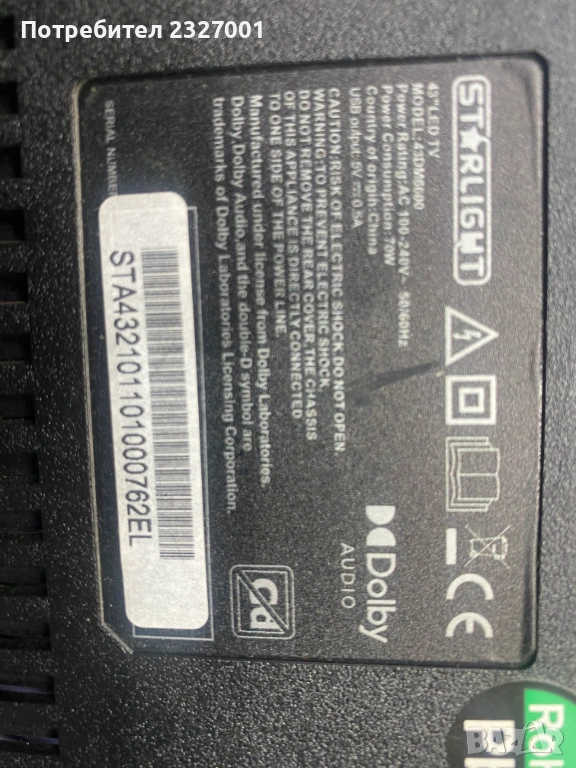 Потребител 2327001
STARLIGHT
43"LED TV
MODEL:43DM6600
Power Rating:AC 100-240V~ 50/60Hz
Power Consumption:70W
Country of origin:China
USB output: 5V⎓0.5A
CAUTION:RISK OF ELECTRIC SHOCK,DO NOT OPEN.
WARNING:TO PREVENT ELECTRIC SHOCK,
DO NOT REMOVE THE REAR COVER,THE CHASSIS
OF THIS APPLIANCE IS DIRECTLY CONNECTED
TO ONE SIDE OF THE POWER LINE.
Manufactured under license from Dolby Laboratories.
Dolby,Dolby Audio,and the double-D symbol are
trademarks of Dolby Laboratories Licensing Corporation.
CE
Dolby
AUDIO
SERIAL NUMBER
STA432101101000762EL
BAZAR